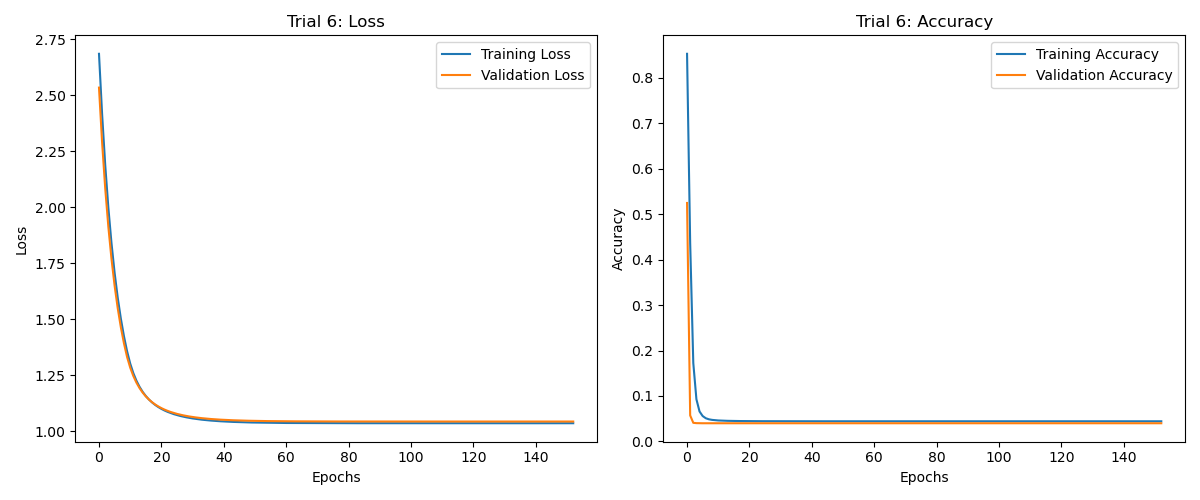 Trial 6: Loss
2.75
2.50
2.25
2.00
1.75
1.50
1.25
1.00
Loss
0 20 40 60 80 100 120 140
Epochs
Training Loss
Validation Loss
Trial 6: Accuracy
0.8
0.7
0.6
0.5
0.4
0.3
0.2
0.1
0.0
Accuracy
0 20 40 60 80 100 120 140
Epochs
Training Accuracy
Validation Accuracy